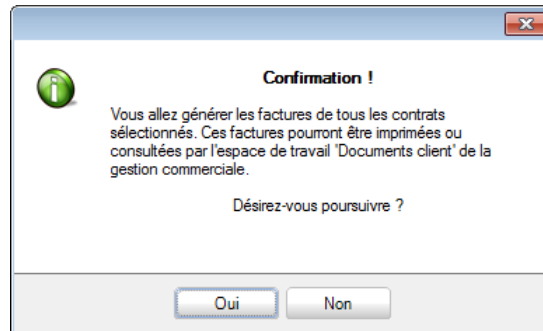 Confirmation !
Vous allez générer les factures de tous les contrats
sélectionnés. Ces factures pourront être imprimées ou
consultées par l'espace de travail 'Documents client' de la
gestion commerciale.
Désirez-vous poursuivre ?
Oui
Non